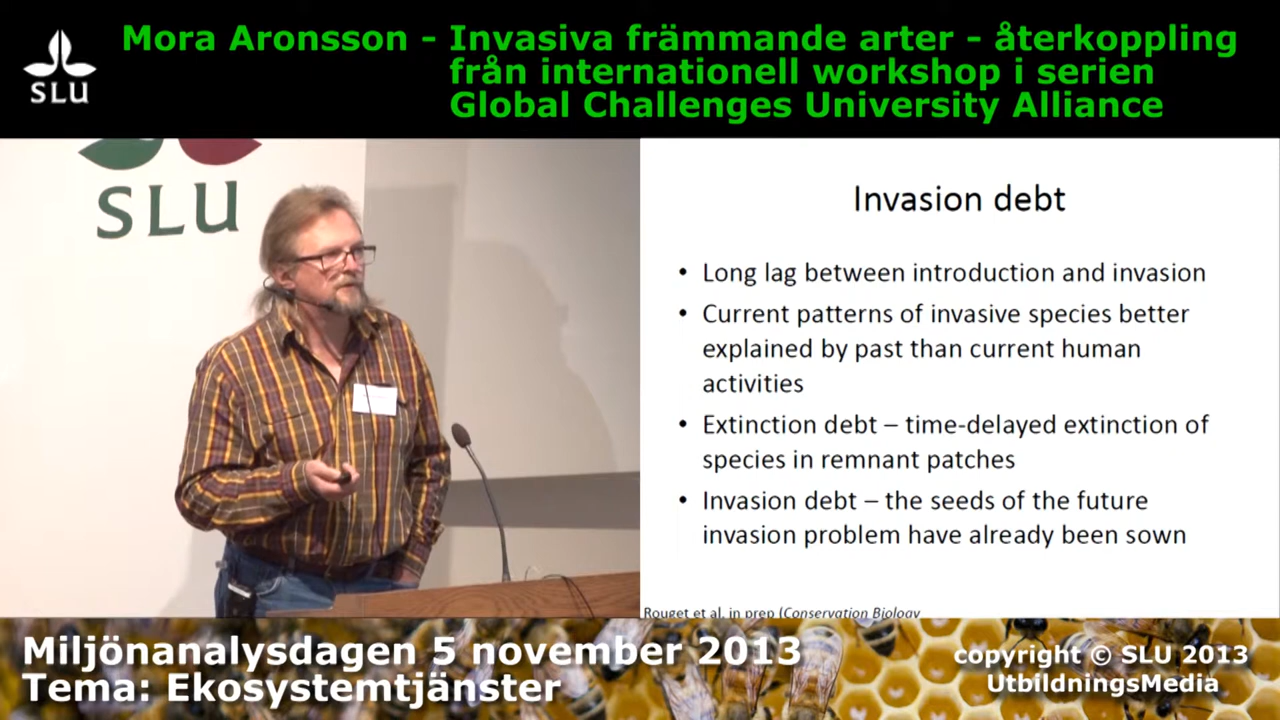 SLU
Mora Aronsson - Invasiva främmande arter - återkoppling
från internationell workshop i serien
Global Challenges University Alliance
SLU
Invasion debt
• Long lag between introduction and invasion
• Current patterns of invasive species better
explained by past than current human
activities
• Extinction debt – time-delayed extinction of
species in remnant patches
• Invasion debt – the seeds of the future
invasion problem have already been sown
Rouget et al. in prep (Conservation Biology
Miljönanalysdagen 5 november 2013
Tema: Ekosystemtjänster
copyright © SLU 2013
UtbildningsMedia